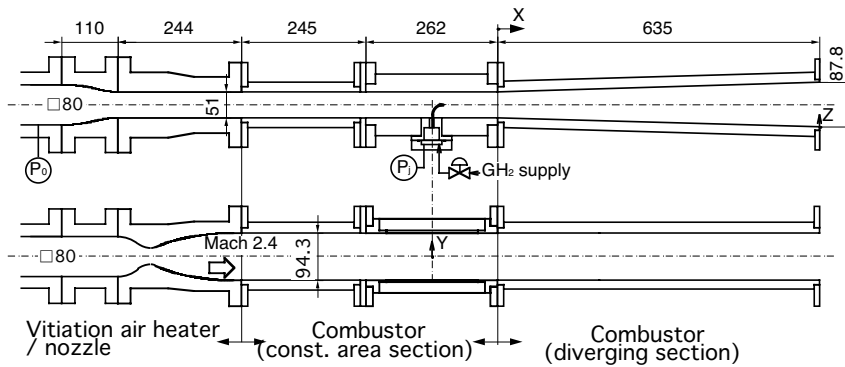 X
110
244
245
262
635
87.8
□80
51
Z
P₀
Pⱼ
GH₂ supply
□80
Mach 2.4
94.3
Y
Vitiation air heater
/ nozzle
Combustor
(const. area section)
Combustor
(diverging section)